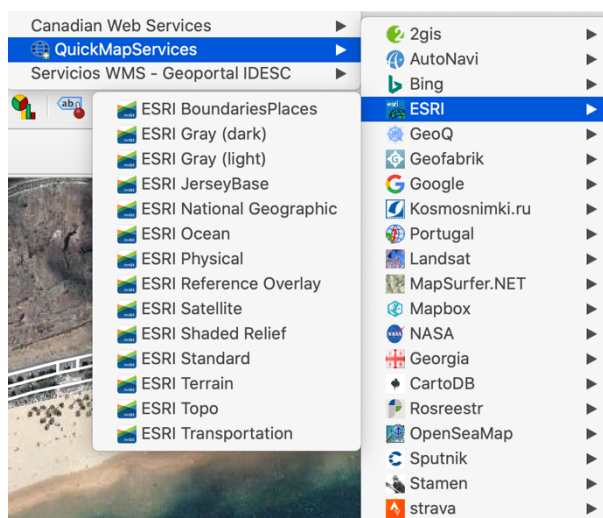 Canadian Web Services
QuickMapServices
Servicios WMS - Geoportal IDESC
abc
ESRI BoundariesPlaces
ESRI Gray (dark)
ESRI Gray (light)
ESRI JerseyBase
ESRI National Geographic
ESRI Ocean
ESRI Physical
ESRI Reference Overlay
ESRI Satellite
ESRI Shaded Relief
ESRI Standard
ESRI Terrain
ESRI Topo
ESRI Transportation
2gis
AutoNavi
Bing
ESRI
GeoQ
Geofabrik
Google
Kosmosnimki.ru
Portugal
Landsat
MapSurfer.NET
Mapbox
NASA
Georgia
CartoDB
Rosreestr
OpenSeaMap
Sputnik
Stamen
strava